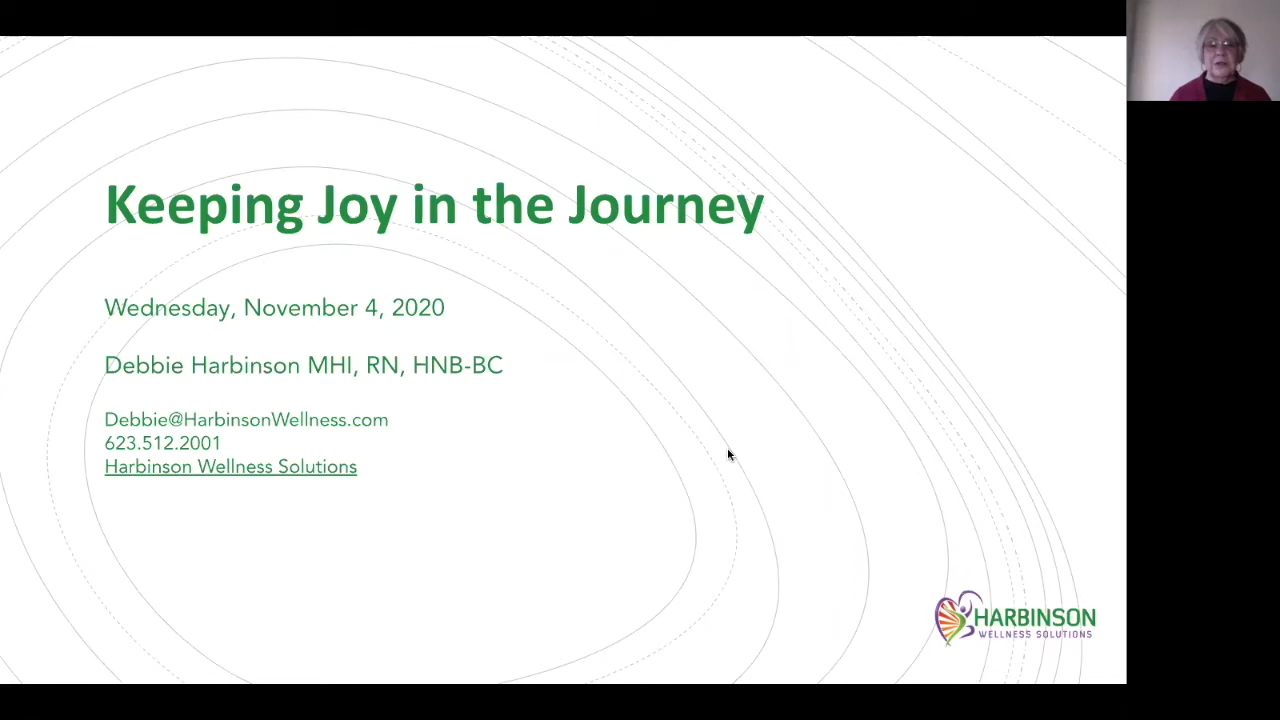 Keeping Joy in the Journey
Wednesday, November 4, 2020
Debbie Harbinson MHI, RN, HNB-BC
Debbie@HarbinsonWellness.com
623.512.2001
Harbinson Wellness Solutions
HARBINSON
WELLNESS SOLUTIONS